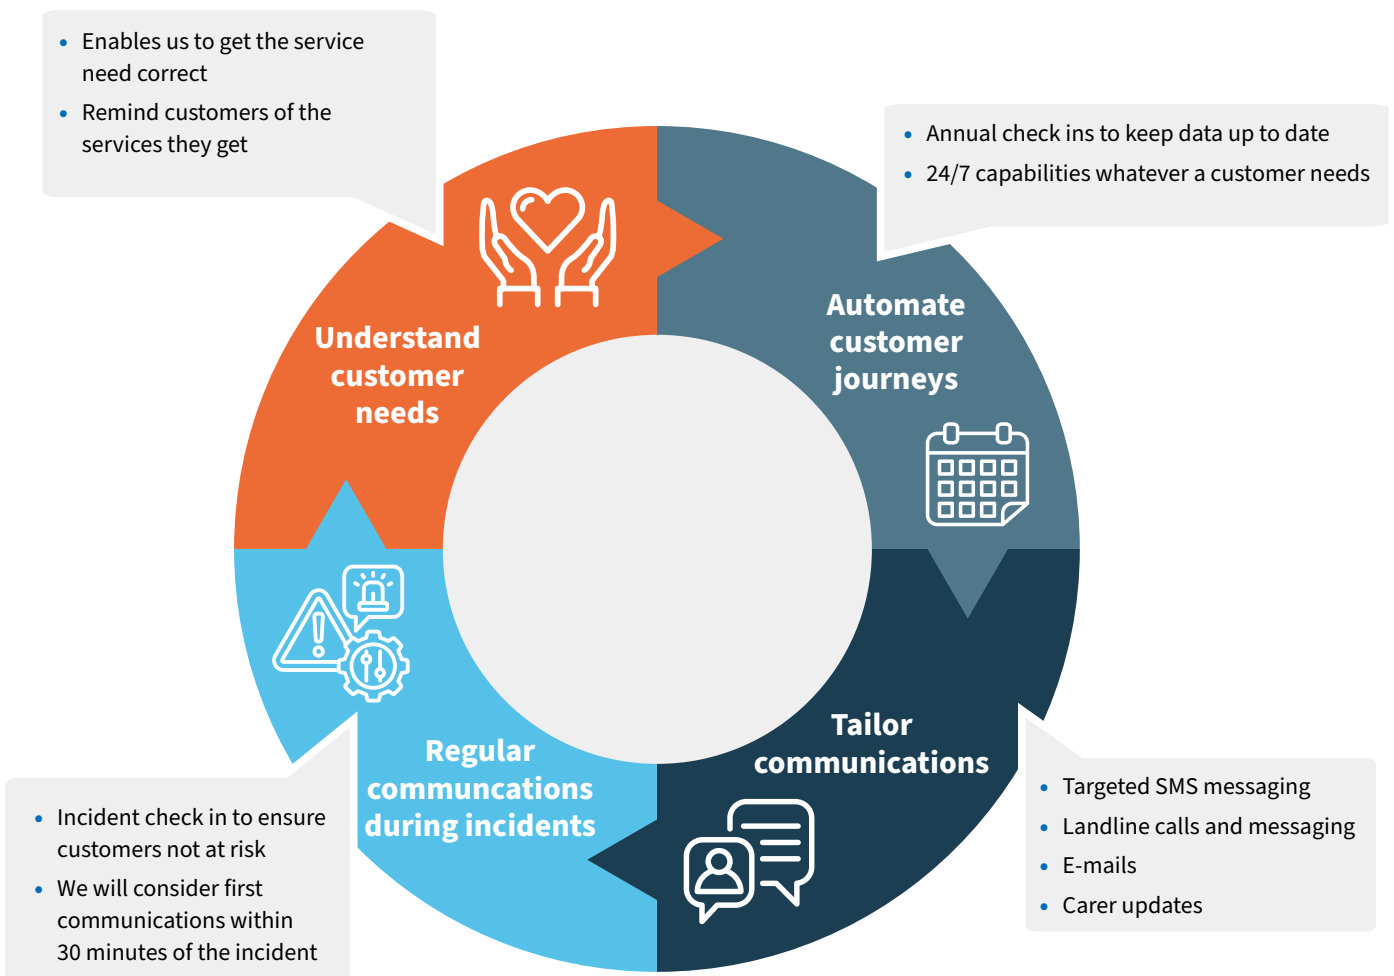 • Enables us to get the service
need correct
• Remind customers of the
services they get
• Annual check ins to keep data up to date
• 24/7 capabilities whatever a customer needs
Understand
customer
needs
Automate
customer
journeys
Tailor
communications
Regular
communcations
during incidents
• Targeted SMS messaging
• Landline calls and messaging
• E-mails
• Carer updates
• Incident check in to ensure
customers not at risk
• We will consider first
communications within
30 minutes of the incident